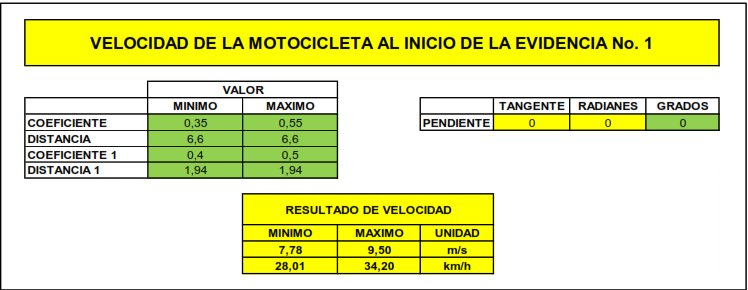 VELOCIDAD DE LA MOTOCICLETA AL INICIO DE LA EVIDENCIA No. 1
VALOR
MINIMO MAXIMO
COEFICIENTE 0,35 0,55
DISTANCIA 6,6 6,6
COEFICIENTE 1 0,4 0,5
DISTANCIA 1 1,94 1,94
TANGENTE RADIANES GRADOS
PENDIENTE 0 0 0
RESULTADO DE VELOCIDAD
MINIMO MAXIMO UNIDAD
7,78 9,50 m/s
28,01 34,20 km/h